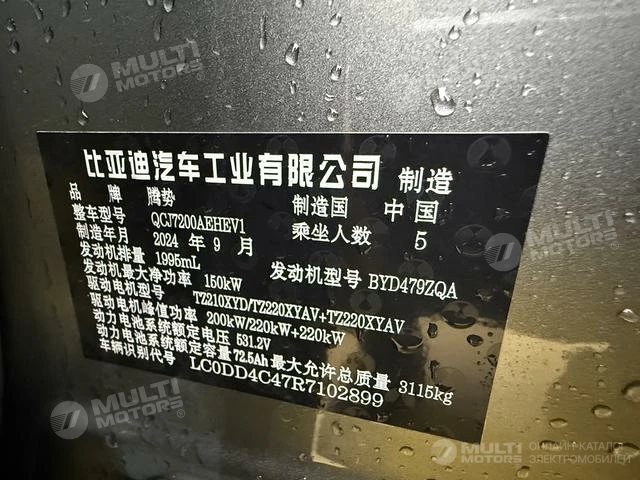 MULTI MOTORS
MULTI MOTORS
比亚迪汽车工业有限公司 制造
品 牌 腾势 制造国 中国
整车型号 QCJ7200AEHEV1 乘坐人数 5
制造年月 2024 年 9 月
发动机排量 1995mL
发动机最大净功率 150kW 发动机型号 BYD479ZQA
驱动电机型号 TZ210XYD/TZ220XYAV+TZ220XYAV
驱动电机峰值功率 200kW/220kW+220kW
动力电池系统额定电压 531.2V
动力电池系统额定容量 72.5Ah 最大允许总质量 3115kg
车辆识别代号 LC0DD4C47R7102899
MULTI MOTORS
MULTI MOTORS
MULTI MOTORS
ОНЛАЙН-КАТАЛОГ
ЭЛЕКТРОМОБИЛЕЙ